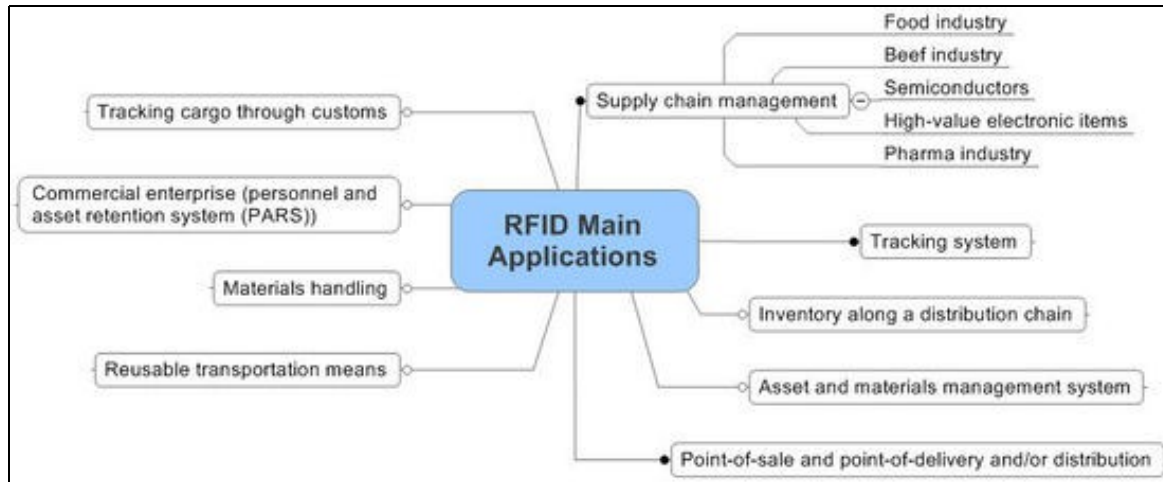 Food industry
Beef industry
Supply chain management
Semiconductors
High-value electronic items
Pharma industry
Tracking cargo through customs
Commercial enterprise (personnel and
asset retention system (PARS))
RFID Main
Applications
Tracking system
Materials handling
Inventory along a distribution chain
Reusable transportation means
Asset and materials management system
Point-of-sale and point-of-delivery and/or distribution